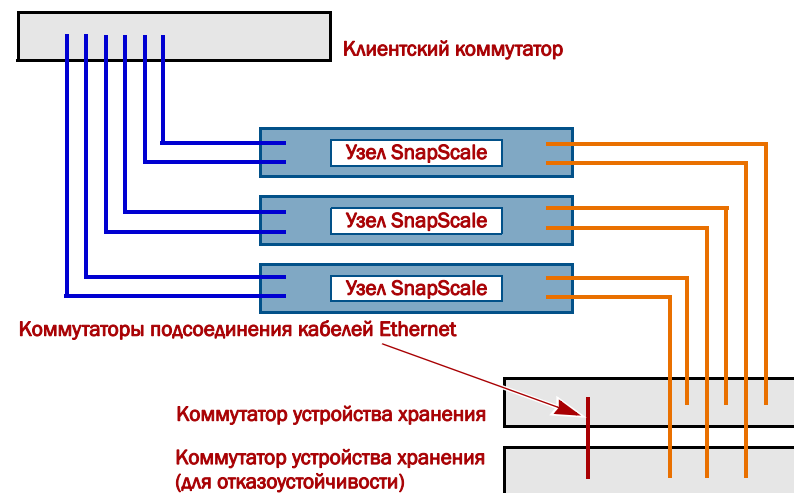 Клиентский коммутатор
Узел SnapScale
Узел SnapScale
Узел SnapScale
Коммутаторы подсоединения кабелей Ethernet
Коммутатор устройства хранения
Коммутатор устройства хранения
(для отказоустойчивости)